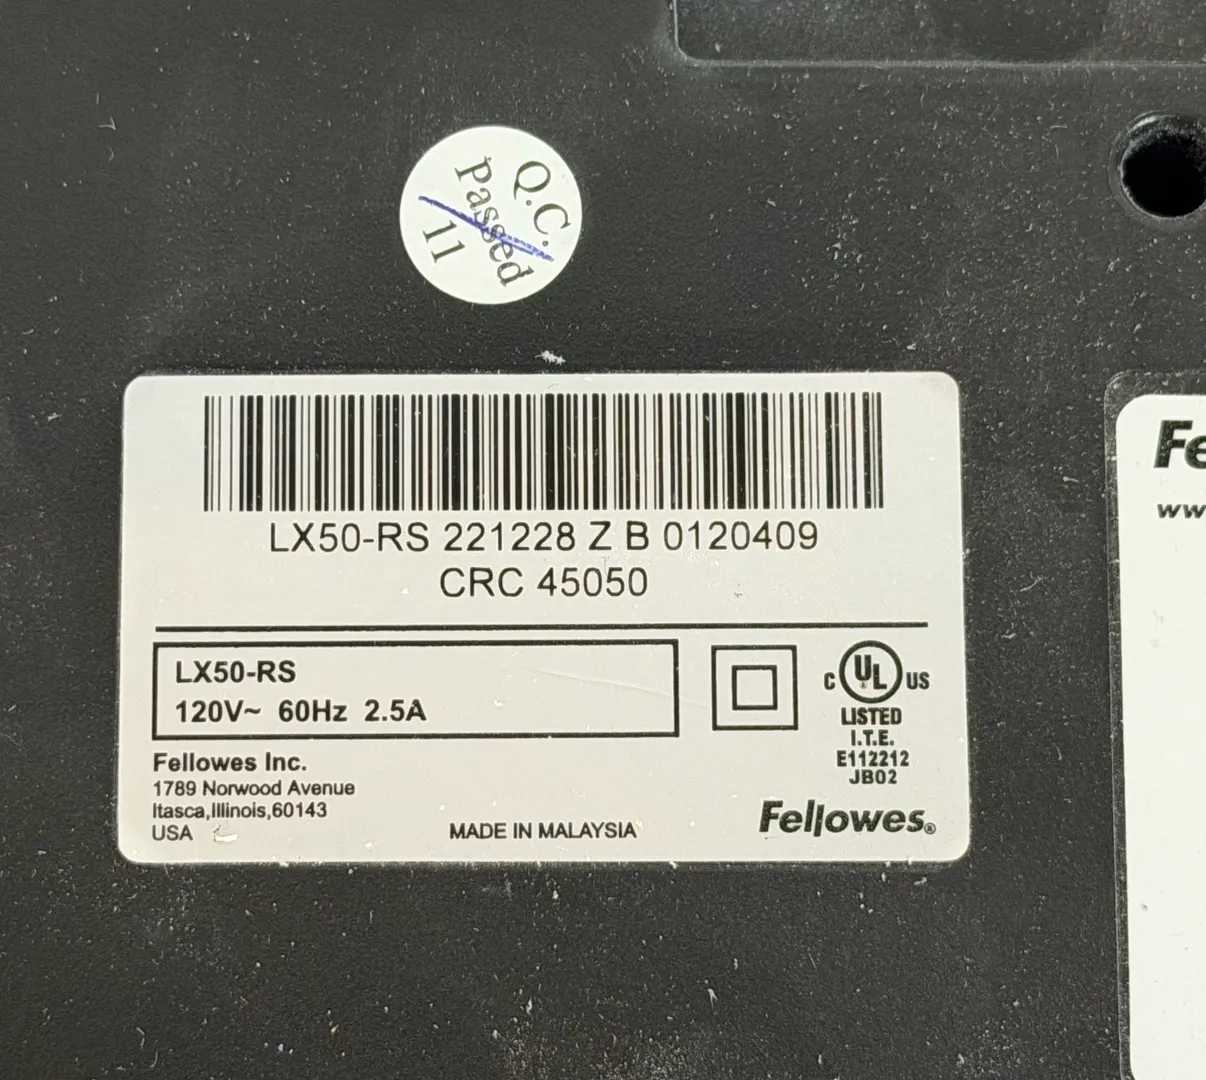 Q.C.
Passed
11
LX50-RS 221228 Z B 0120409
CRC 45050
LX50-RS
120V~ 60Hz 2.5A
Fellowes Inc.
1789 Norwood Avenue
Itasca,Illinois,60143
USA
MADE IN MALAYSIA
C UL® US
LISTED
I.T.E.
E112212
JB02
Fellowes®
Fe
ww